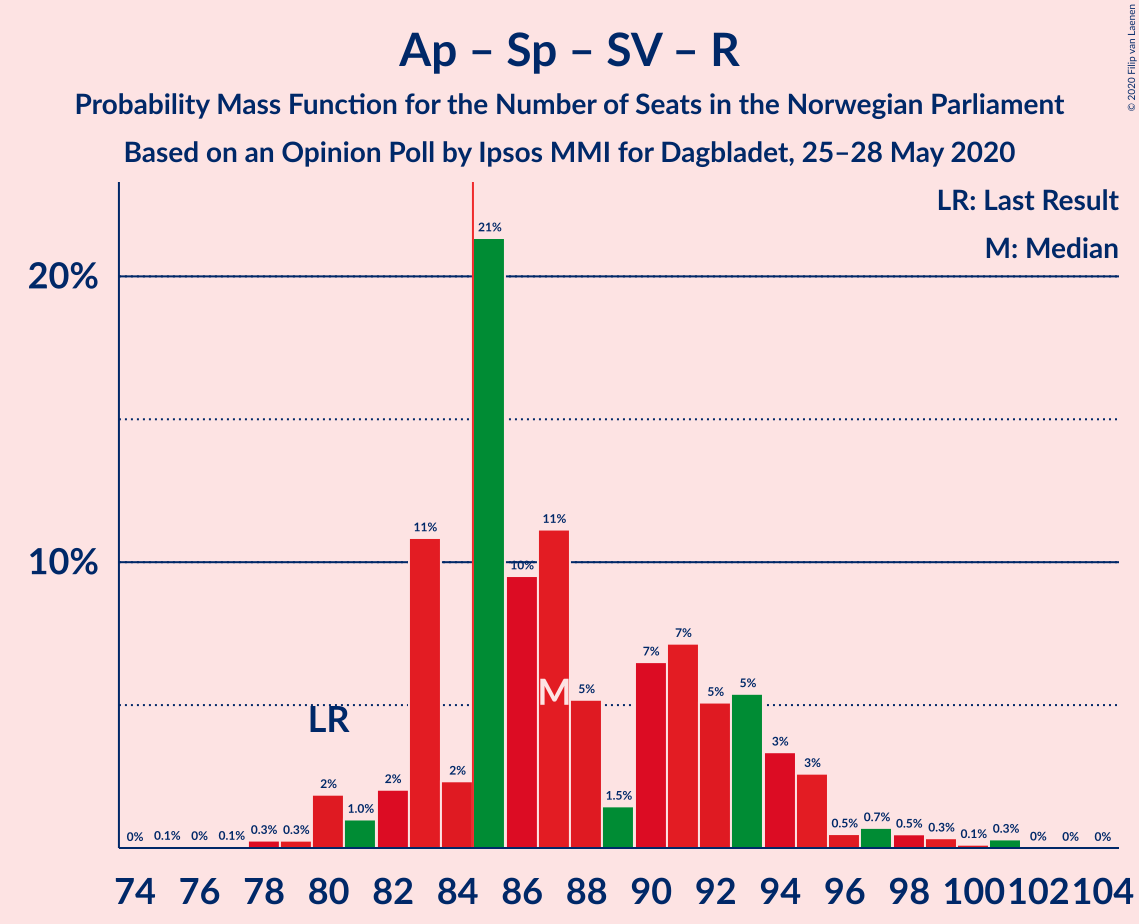 Ap – Sp – SV – R
Probability Mass Function for the Number of Seats in the Norwegian Parliament
Based on an Opinion Poll by Ipsos MMI for Dagbladet, 25–28 May 2020
© 2020 Filip van Laenen
LR: Last Result
M: Median
20%
10%
0% 0.1% 0% 0.1% 0.3% 0.3% 2% 1.0% 2% 11% 2% 21% 10% 11% 5% 1.5% 7% 7% 5% 5% 3% 3% 0.5% 0.7% 0.5% 0.3% 0.1% 0.3% 0% 0% 0%
LR
M
74 76 78 80 82 84 86 88 90 92 94 96 98 100 102 104